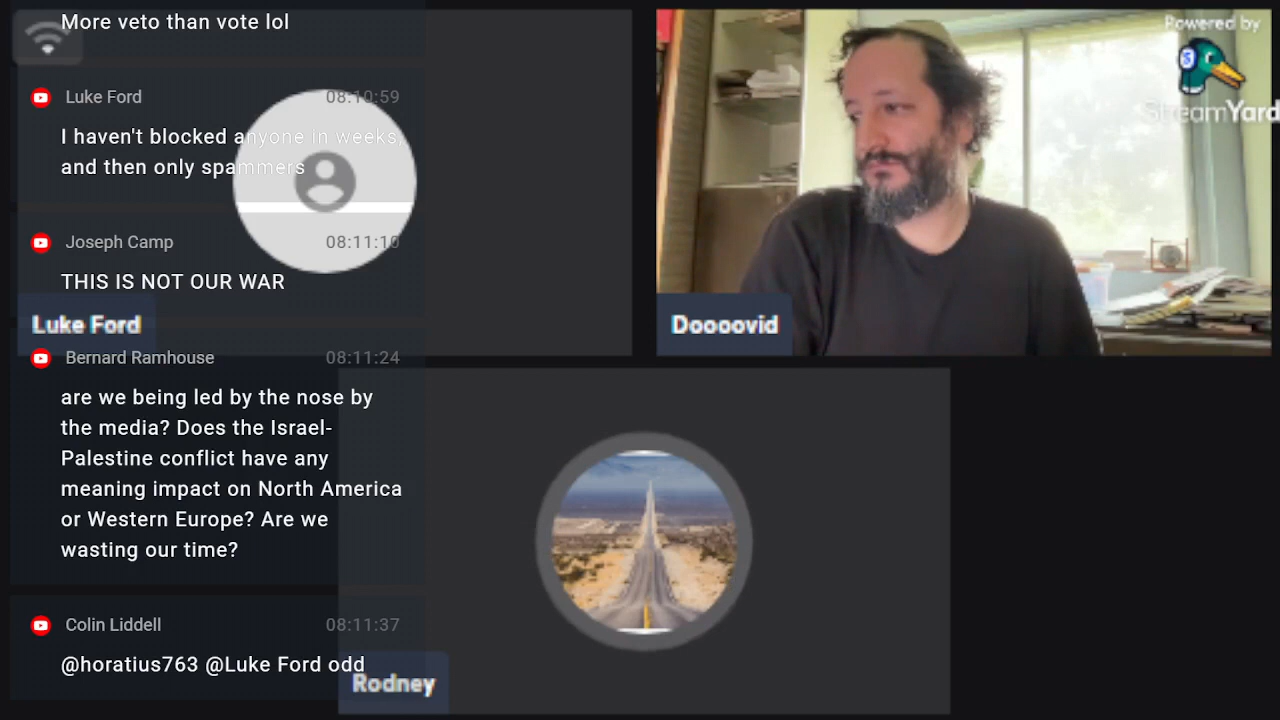 More veto than vote lol
Luke Ford 08:10:59
I haven't blocked anyone in weeks,
and then only spammers
Joseph Camp 08:11:10
THIS IS NOT OUR WAR
Luke Ford
Bernard Ramhouse 08:11:24
are we being led by the nose by
the media? Does the Israel-
Palestine conflict have any
meaning impact on North America
or Western Europe? Are we
wasting our time?
Colin Liddell 08:11:37
@horatius763 @Luke Ford odd
Powered by
StreamYard
Doooovid
Rodney